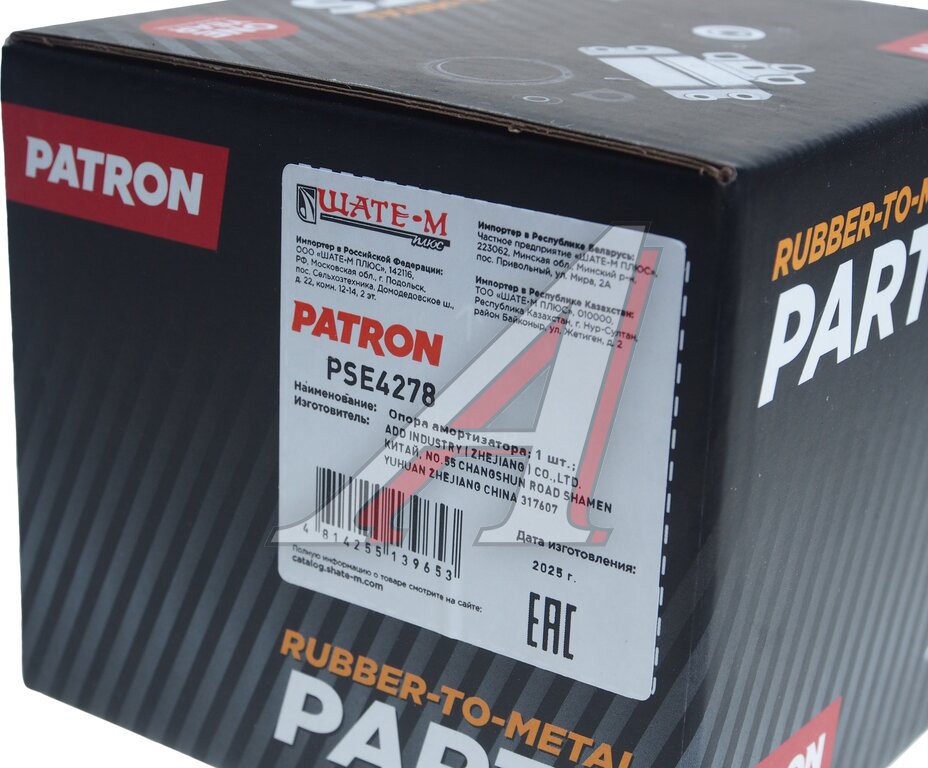 PATRON
ШАТЕ-М
плюс
Импортер в Российской Федерации:
ООО «ШАТЕ-М ПЛЮС», 142116,
РФ, Московская обл., г. Подольск,
пос. Сельхозтехника, Домодедовское ш.,
д. 22, комн. 12-14, 2 эт.
Импортер в Республике Беларусь:
Частное предприятие «ШАТЕ-М ПЛЮС»,
223062, Минская обл., Минский р-н,
пос. Привольный, ул. Мира, 2А
Импортер в Республике Казахстан:
ТОО «ШАТЕ-М ПЛЮС», 010000,
Республика Казахстан, г. Нур-Султан,
район Байконыр, ул. Жетиген, д. 2
PATRON
PSE4278
Наименование: Опора амортизатора; 1 шт.;
Изготовитель: ADD INDUSTRY ( ZHEJIANG ) CO.,LTD.
КИТАЙ, NO.55 CHANGSHUN ROAD SHAMEN
YUHUAN ZHEJIANG CHINA 317607
4 814255 139653
Дата изготовления:
2025 г.
Полную информацию о товаре смотрите на сайте:
catalog.shate-m.com
EAC
RUBBER-TO-METAL
PART
RUBBER-TO-M
PART